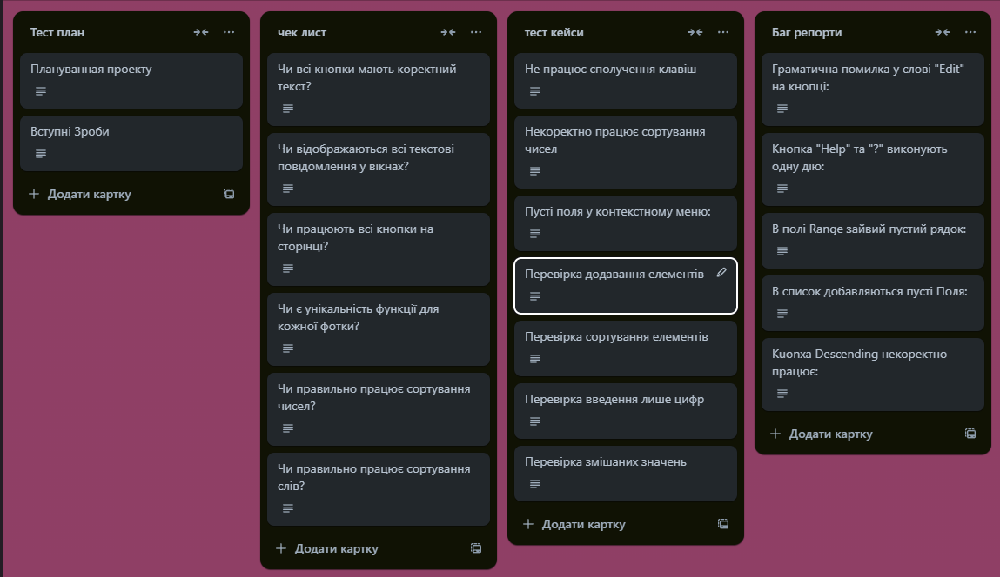 Тест план
Плануванная проекту
Вступні Зроби
Додати картку
чек лист
Чи всі кнопки мають коректний
текст?
Чи відображаються всі текстові
повідомлення у вікнах?
Чи працюють всі кнопки на
сторінці?
Чи є унікальність функції для
кожної фотки?
Чи правильно працює сортування
чисел?
Чи правильно працює сортування
слів?
Додати картку
тест кейси
Не працює сполучення клавіш
Некоректно працює сортування
чисел
Пусті поля у контекстному меню:
Перевірка додавання елементів
Перевірка сортування елементів
Перевірка введення лише цифр
Перевірка змішаних значень
Додати картку
Баг репорти
Граматична помилка у слові "Edit"
на кнопці:
Кнопка "Help" та "?" виконують
одну дію:
В полі Range зайвий пустий рядок:
В список добавляються пусті Поля:
Kuonxa Descending некоректно
працює:
Додати картку